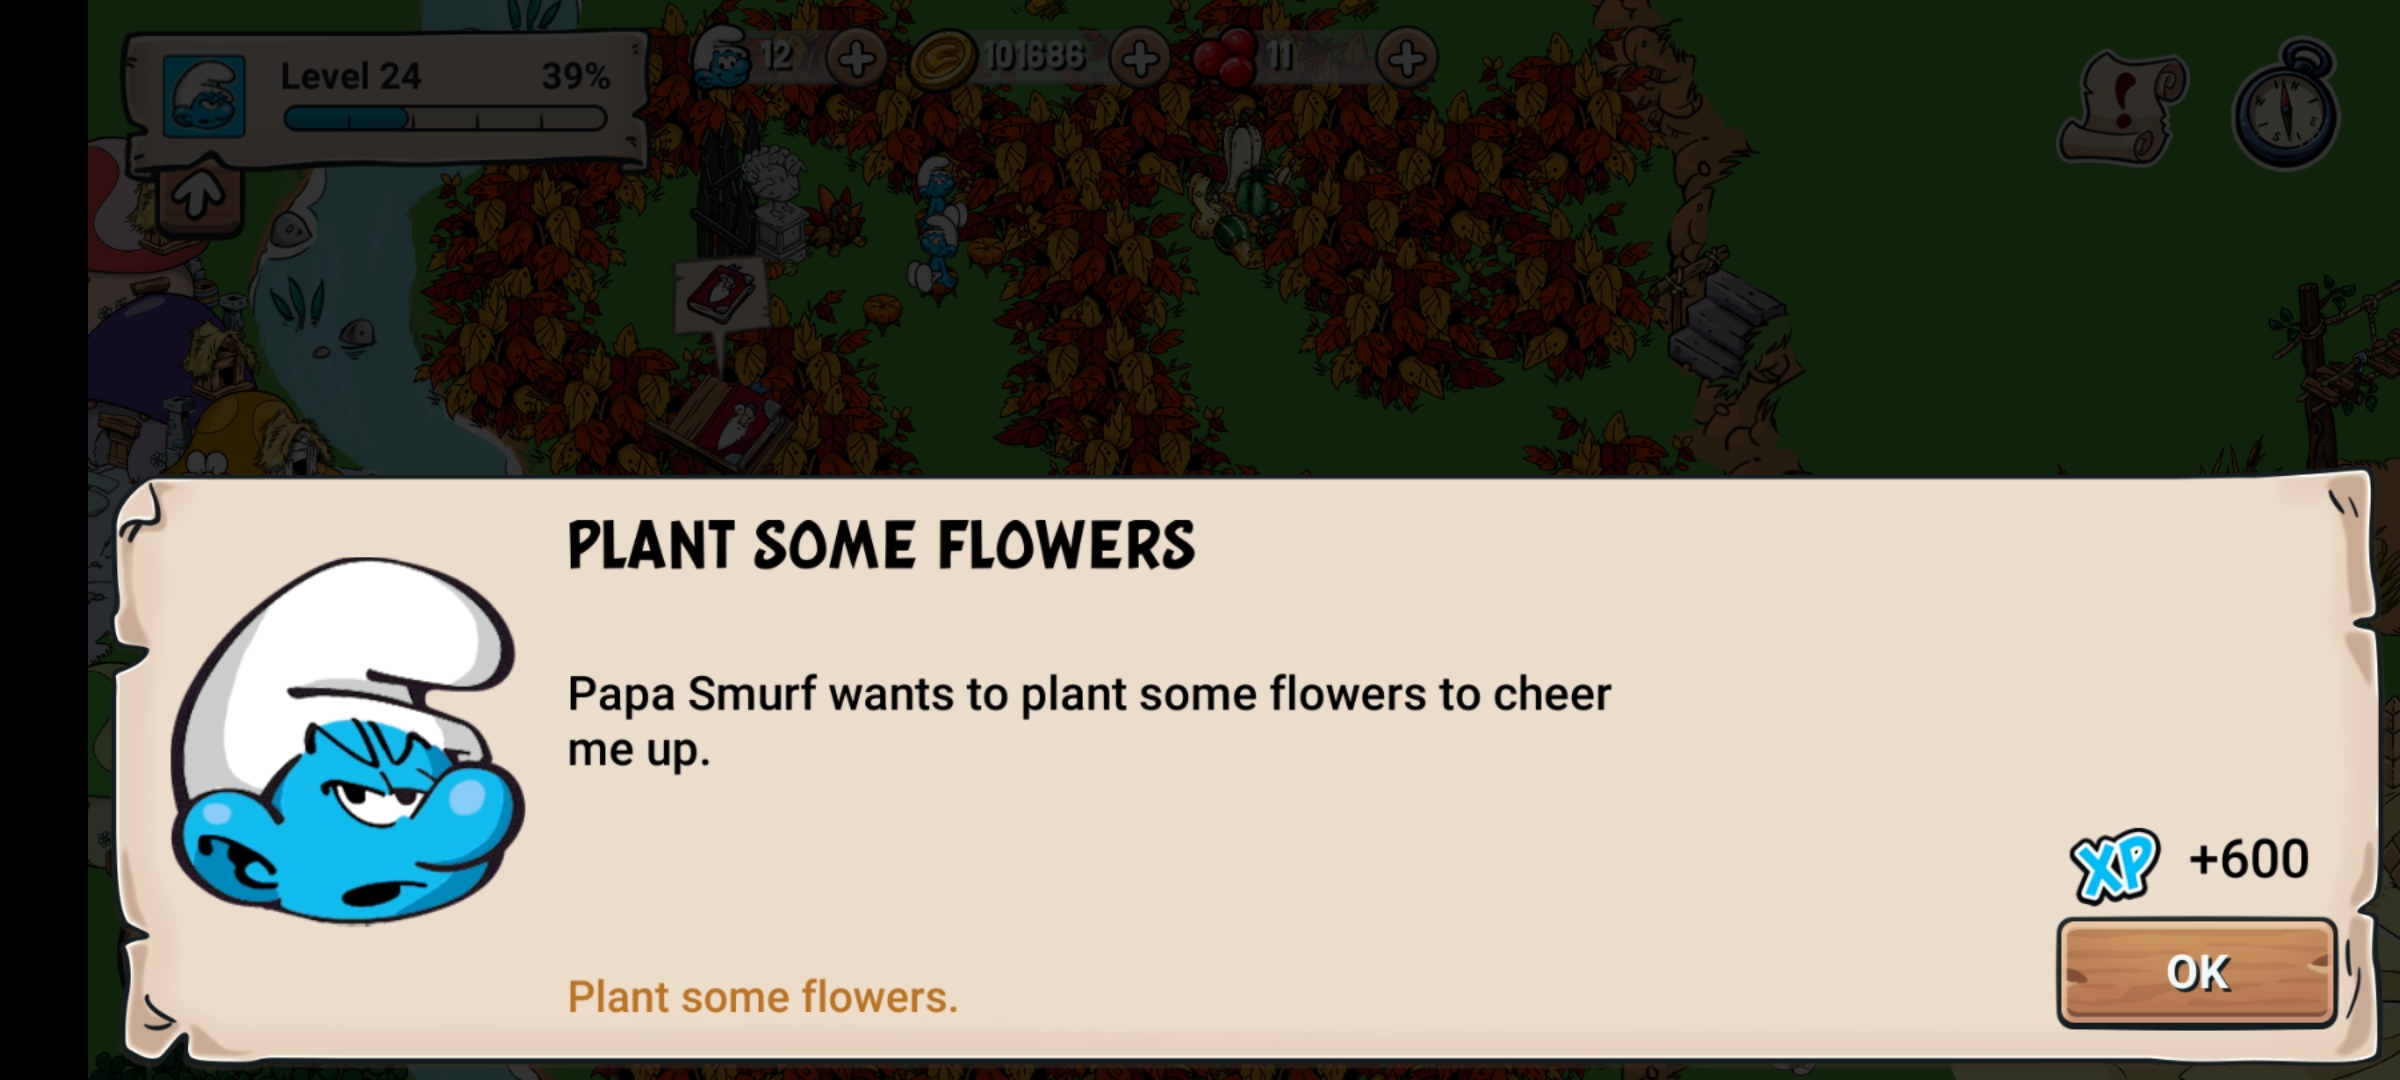 Level 24 39%
12
101686
11
PLANT SOME FLOWERS
Papa Smurf wants to plant some flowers to cheer
me up.
XP +600
Plant some flowers.
OK